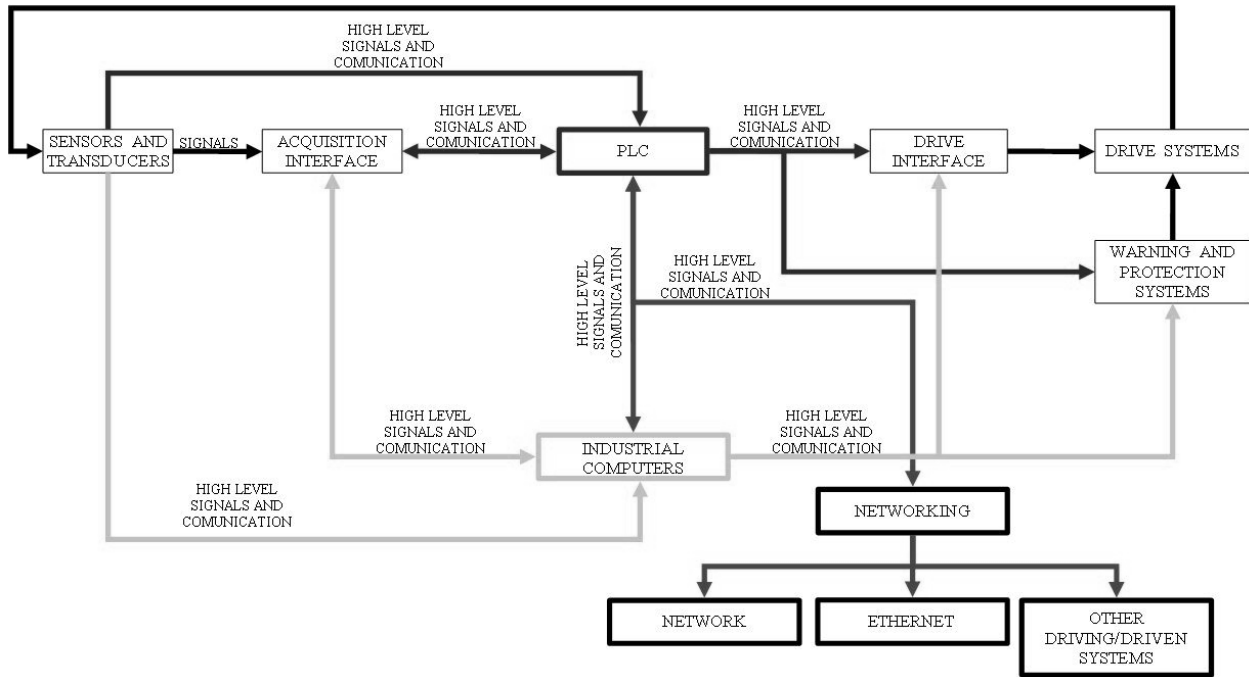 HIGH LEVEL
SIGNALS AND
COMUNICATION
SENSORS AND
TRANSDUCERS
SIGNALS
ACQUISITION
INTERFACE
HIGH LEVEL
SIGNALS AND
COMUNICATION
PLC
HIGH LEVEL
SIGNALS AND
COMUNICATION
DRIVE
INTERFACE
DRIVE SYSTEMS
WARNING AND
PROTECTION
SYSTEMS
HIGH LEVEL
SIGNALS AND
COMUNICATION
HIGH LEVEL
SIGNALS AND
COMUNICATION
HIGH LEVEL
SIGNALS AND
COMUNICATION
INDUSTRIAL
COMPUTERS
HIGH LEVEL
SIGNALS AND
COMUNICATION
HIGH LEVEL
SIGNALS AND
COMUNICATION
NETWORKING
NETWORK
ETHERNET
OTHER
DRIVING/DRIVEN
SYSTEMS